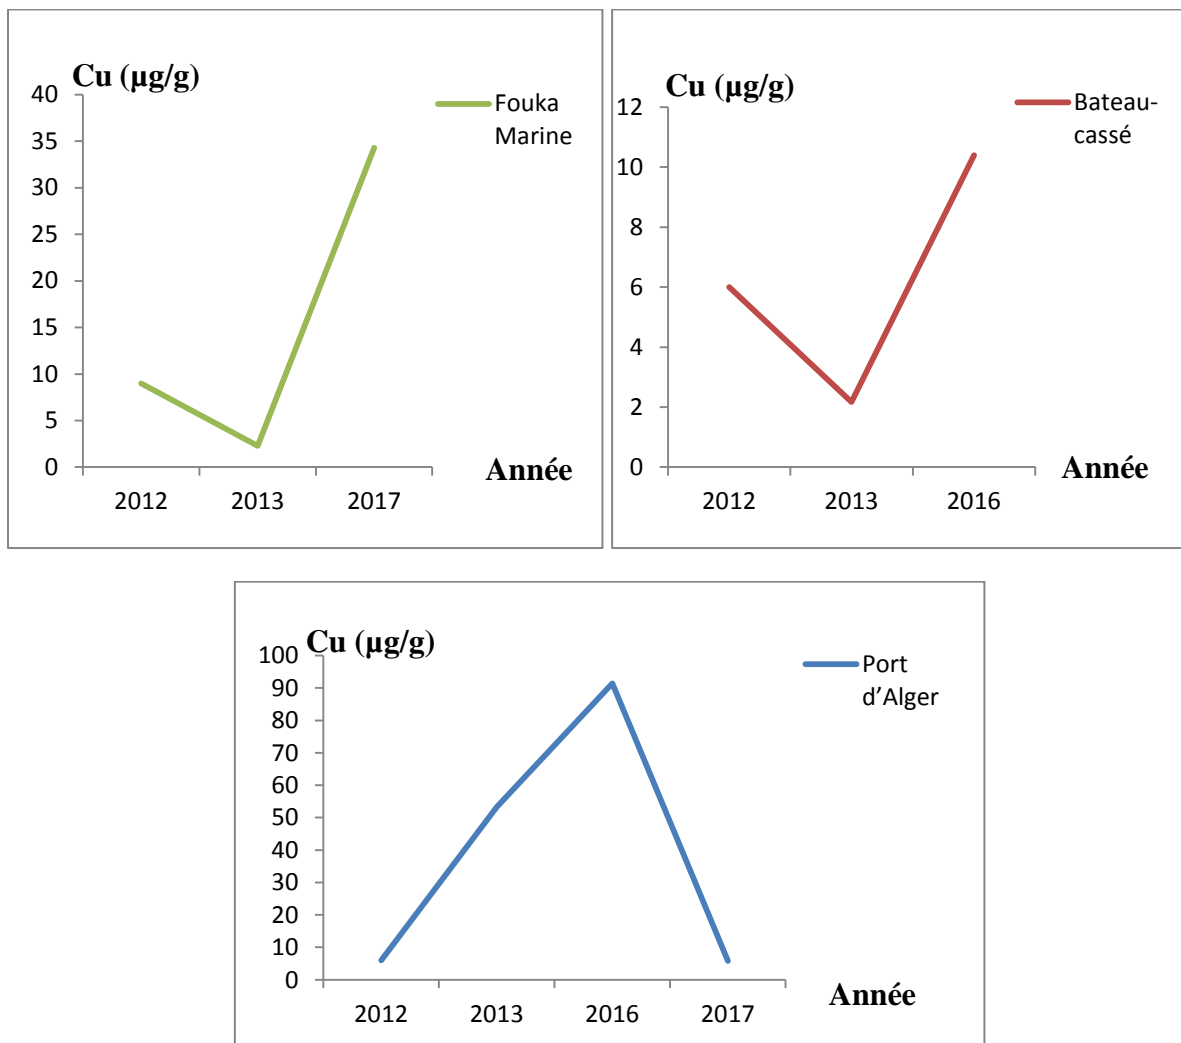 Cu (µg/g)
40
35
30
25
20
15
10
5
0
2012 2013 2017
Année
Fouka
Marine
Cu (µg/g)
12
10
8
6
4
2
0
2012 2013 2016
Année
Bateau-
cassé
Cu (µg/g)
100
90
80
70
60
50
40
30
20
10
0
2012 2013 2016 2017
Année
Port
d’Alger